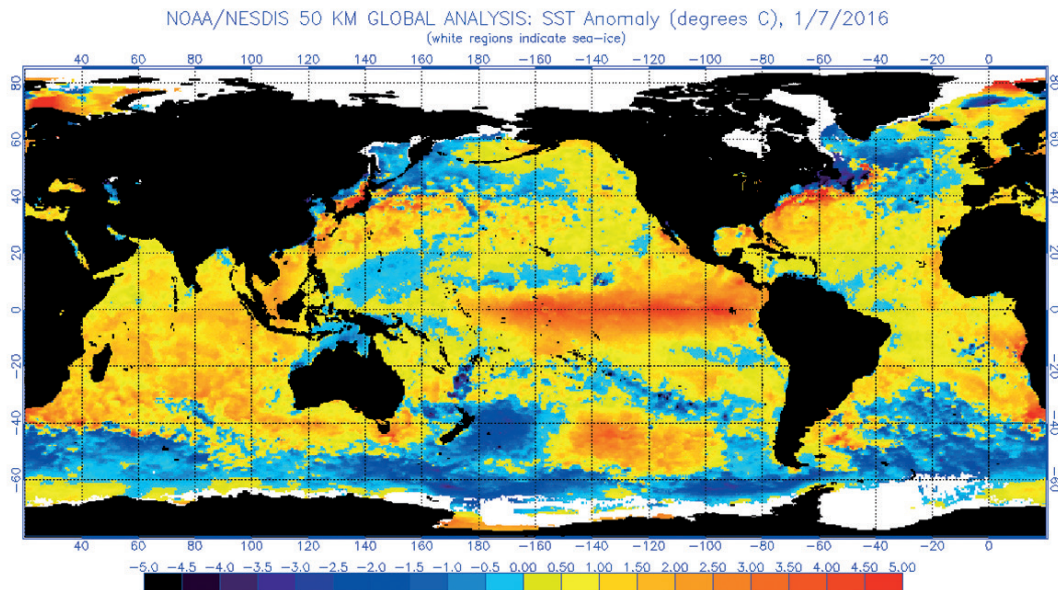 NOAA/NESDIS 50 KM GLOBAL ANALYSIS: SST Anomaly (degrees C), 1/7/2016
(white regions indicate sea-ice)
40 60 80 100 120 140 160 180 -160 -140 -120 -100 -80 -60 -40 -20 0
80 80
60 60
40 40
20 20
0 0
-20 -20
-40 -40
-60 -60
40 60 80 100 120 140 160 180 -160 -140 -120 -100 -80 -60 -40 -20 0
-5.0 -4.5 -4.0 -3.5 -3.0 -2.5 -2.0 -1.5 -1.0 -0.5 0.00 0.50 1.00 1.50 2.00 2.50 3.00 3.50 4.00 4.50 5.00